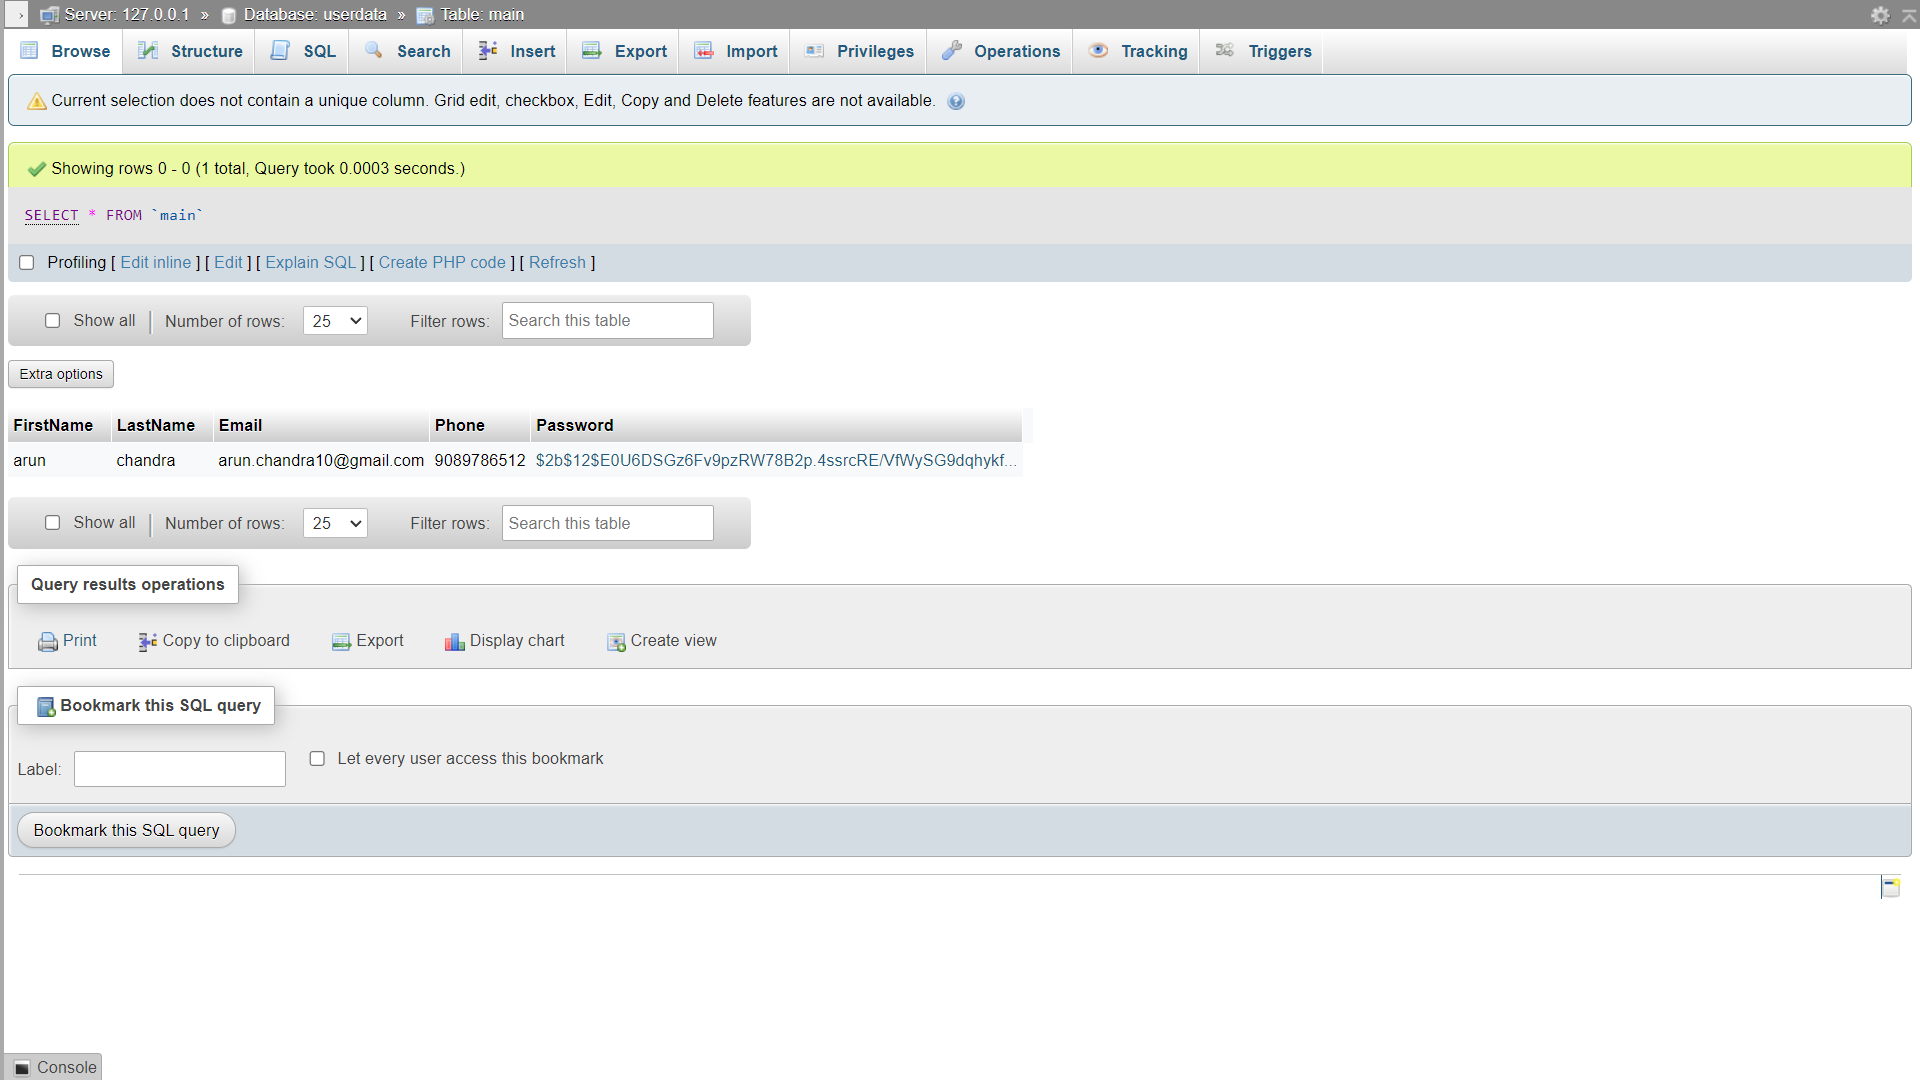 Server: 127.0.0.1 » Database: userdata » Table: main
Browse Structure SQL Search Insert Export Import Privileges Operations Tracking Triggers
Current selection does not contain a unique column. Grid edit, checkbox, Edit, Copy and Delete features are not available.
Showing rows 0 - 0 (1 total, Query took 0.0003 seconds.)
SELECT * FROM `main`
Profiling [ Edit inline ] [ Edit ] [ Explain SQL ] [ Create PHP code ] [ Refresh ]
Show all Number of rows: 25 Filter rows: Search this table
Extra options
FirstName LastName Email Phone Password
arun chandra arun.chandra10@gmail.com 9089786512 $2b$12$E0U6DSGz6Fv9pzRW78B2p.4ssrcRE/VfWySG9dqhykf...
Show all Number of rows: 25 Filter rows: Search this table
Query results operations
Print Copy to clipboard Export Display chart Create view
Bookmark this SQL query
Label: Let every user access this bookmark
Bookmark this SQL query
Console